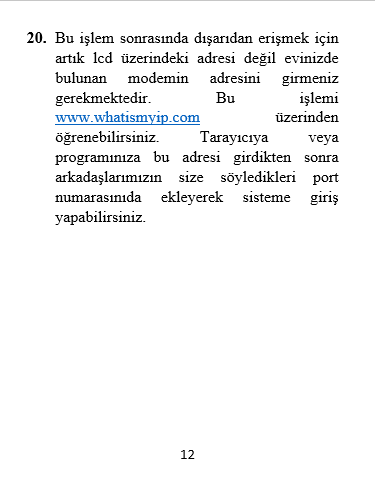 20. Bu işlem sonrasında dışarıdan erişmek için
artık lcd üzerindeki adresi değil evinizde
bulunan modemin adresini girmeniz
gerekmektedir. Bu işlemi
www.whatismyip.com üzerinden
öğrenebilirsiniz. Tarayıcıya veya
programınıza bu adresi girdikten sonra
arkadaşlarımızın size söyledikleri port
numarasınıda ekleyerek sisteme giriş
yapabilirsiniz.
12